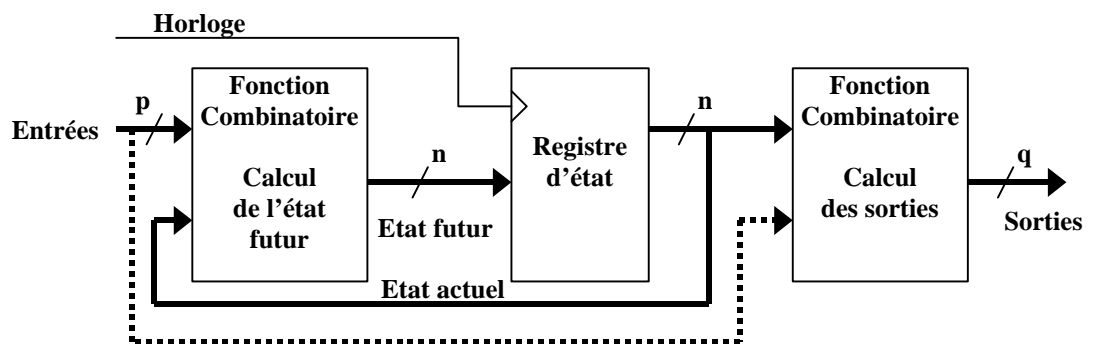 Horloge
Entrées
p
Fonction
Combinatoire
Calcul
de l'état
futur
n
Etat futur
Registre
d'état
n
Fonction
Combinatoire
Calcul
des sorties
q
Sorties
Etat actuel